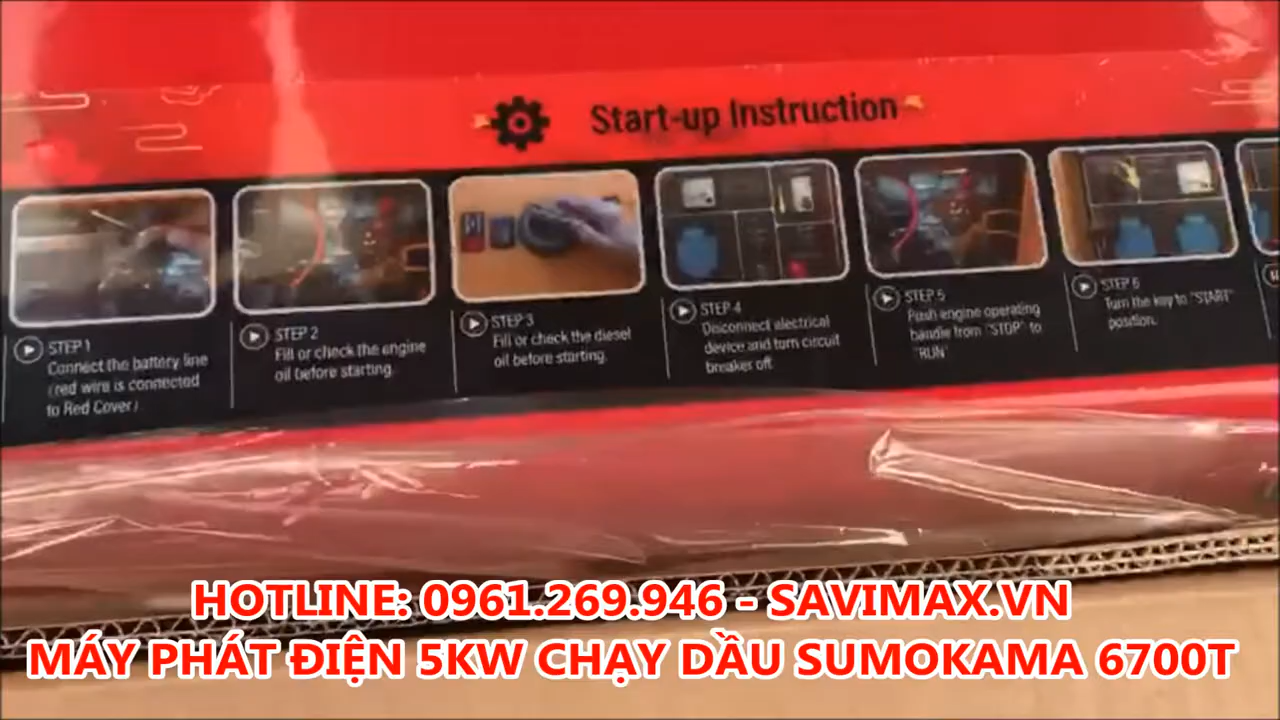 Start-up Instruction
STEP 1
Connect the battery line
(red wire is connected
to Red Cover)
STEP 2
Fill or check the engine
oil before starting.
STEP 3
Fill or check the diesel
oil before starting.
STEP 4
Disconnect electrical
device and turn circuit
breaker off.
STEP 5
Push engine operating
handle from "STOP" to
"RUN"
STEP 6
Turn the key to "START"
position.
HOTLINE: 0961.269.946 - SAVIMAX.VN
MÁY PHÁT ĐIỆN 5KW CHẠY DẦU SUMOKAMA 6700T